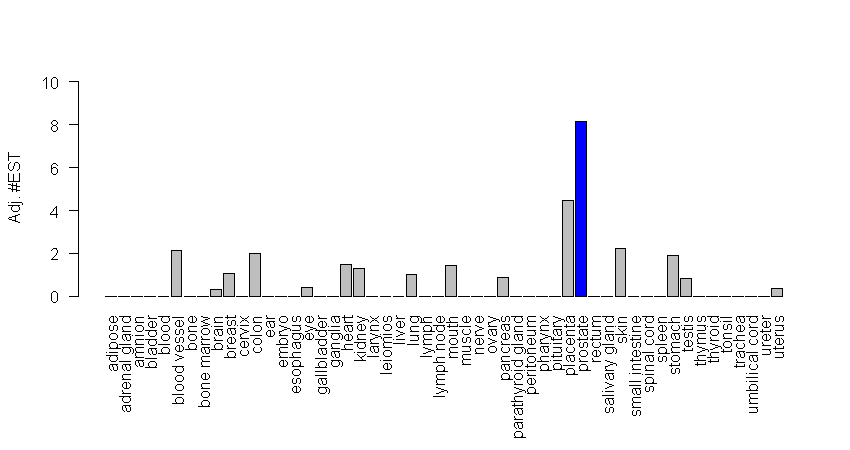 10
8
6
4
2
0
Adj. #EST
adipose
adrenal gland
amnion
bladder
blood
blood vessel
bone
bone marrow
brain
breast
cervix
colon
ear
embryo
esophagus
eye
gallbladder
ganglia
heart
kidney
larynx
leiomios
liver
lung
lymph
lymph node
mouth
muscle
nerve
ovary
pancreas
parathyroid gland
peritoneum
pharynx
pituitary
placenta
prostate
rectum
salivary gland
skin
small intestine
spinal cord
spleen
stomach
testis
thymus
thyroid
tonsil
trachea
umbilical cord
ureter
uterus